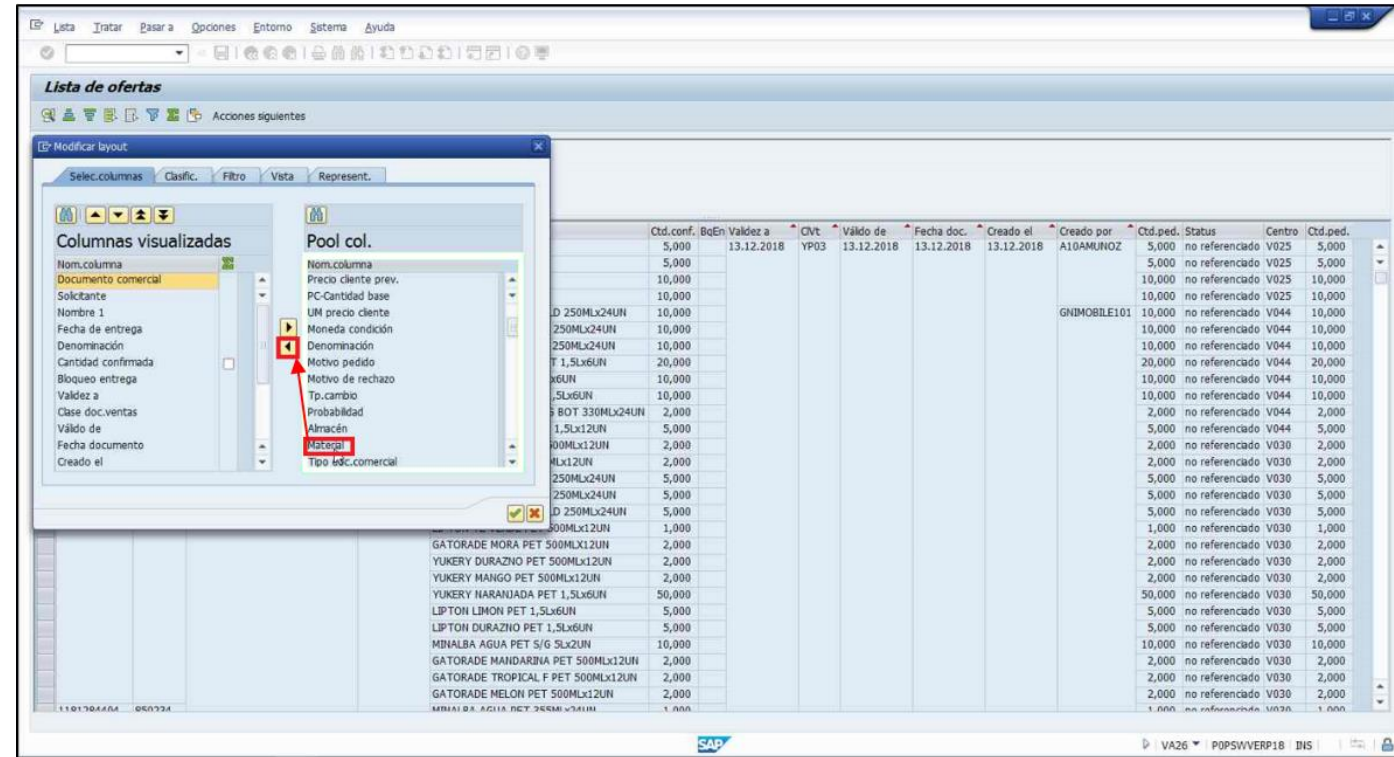 Lista Tratar Pasar a Opciones Entorno Sistema Ayuda
Lista de ofertas
Acciones siguientes
Modificar layout
Selec.columnas Clasific. Filtro Vista Represent.
Columnas visualizadas Pool col.
Nom.columna Nom.columna
Documento comercial Precio cliente prev.
Solicitante PC-Cantidad base
Nombre 1 UM precio cliente
Fecha de entrega Moneda condición
Denominación Denominación
Cantidad confirmada Motivo pedido
Bloqueo entrega Motivo de rechazo
Validez a Tp.cambio
Clase doc.ventas Probabilidad
Válido de Almacén
Fecha documento Material
Creado el Tipo doc.comercial
Ctd.conf. BqEn Validez a ClVt Válido de Fecha doc. Creado el Creado por Ctd.ped. Status Centro Ctd.ped.
5,000 13.12.2018 YP03 13.12.2018 13.12.2018 13.12.2018 A10AMUNOZ 5,000 no referenciado V025 5,000
5,000 5,000 no referenciado V025 5,000
10,000 10,000 no referenciado V025 10,000
10,000 10,000 no referenciado V025 10,000
D 250MLx24UN 10,000 GNIMOBILE101 10,000 no referenciado V044 10,000
250MLx24UN 10,000 10,000 no referenciado V044 10,000
250MLx24UN 10,000 10,000 no referenciado V044 10,000
T 1,5Lx6UN 20,000 20,000 no referenciado V044 20,000
x6UN 10,000 10,000 no referenciado V044 10,000
,5Lx6UN 10,000 10,000 no referenciado V044 10,000
S BOT 330MLx24UN 2,000 2,000 no referenciado V044 2,000
1,5Lx12UN 5,000 5,000 no referenciado V044 5,000
500MLx12UN 2,000 2,000 no referenciado V030 2,000
MLx12UN 2,000 2,000 no referenciado V030 2,000
250MLx24UN 5,000 5,000 no referenciado V030 5,000
250MLx24UN 5,000 5,000 no referenciado V030 5,000
D 250MLx24UN 5,000 5,000 no referenciado V030 5,000
500MLx12UN 1,000 1,000 no referenciado V030 1,000
GATORADE MORA PET 500MLX12UN 2,000 2,000 no referenciado V030 2,000
YUKERY DURAZNO PET 500MLx12UN 2,000 2,000 no referenciado V030 2,000
YUKERY MANGO PET 500MLx12UN 2,000 2,000 no referenciado V030 2,000
YUKERY NARANJADA PET 1,5Lx6UN 50,000 50,000 no referenciado V030 50,000
LIPTON LIMON PET 1,5Lx6UN 5,000 5,000 no referenciado V030 5,000
LIPTON DURAZNO PET 1,5Lx6UN 5,000 5,000 no referenciado V030 5,000
MINALBA AGUA PET S/G 5Lx2UN 10,000 10,000 no referenciado V030 10,000
GATORADE MANDARINA PET 500MLx12UN 2,000 2,000 no referenciado V030 2,000
GATORADE TROPICAL F PET 500MLx12UN 2,000 2,000 no referenciado V030 2,000
GATORADE MELON PET 500MLx12UN 2,000 2,000 no referenciado V030 2,000
1181284404 850234 MINALBA AGUA PET 355MLx24UN 1,000 1,000 no referenciado V030 1,000
SAP VA26 P0PSWVERP18 INS